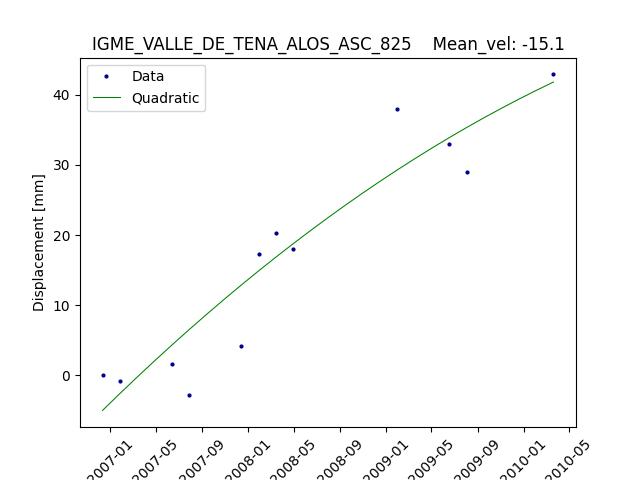 IGME_VALLE_DE_TENA_ALOS_ASC_825    Mean_vel: -15.1
Data
Quadratic
Displacement [mm]
40
30
20
10
0
2007-01 2007-05 2007-09 2008-01 2008-05 2008-09 2009-01 2009-05 2009-09 2010-01 2010-05